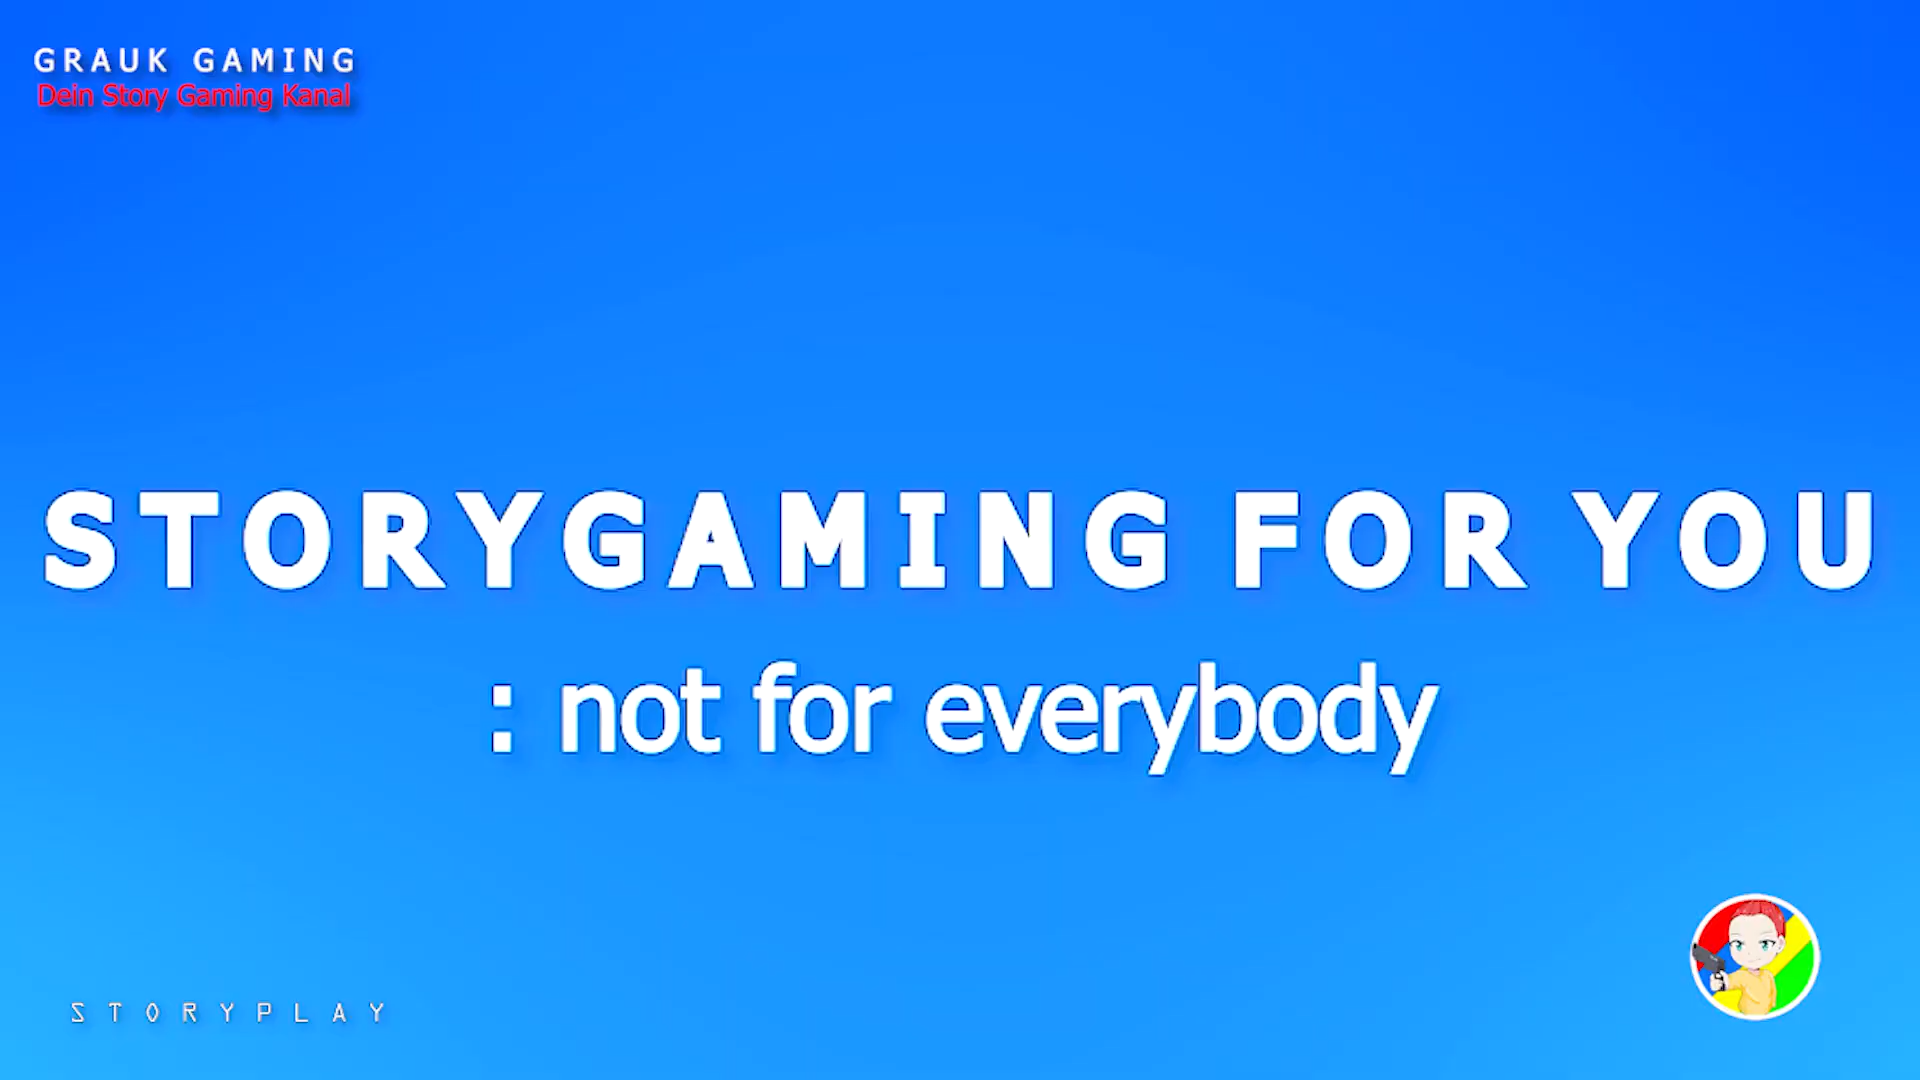 GRAUK GAMING
Dein Story Gaming Kanal
STORYGAMING FOR YOU
: not for everybody
STORYPLAY